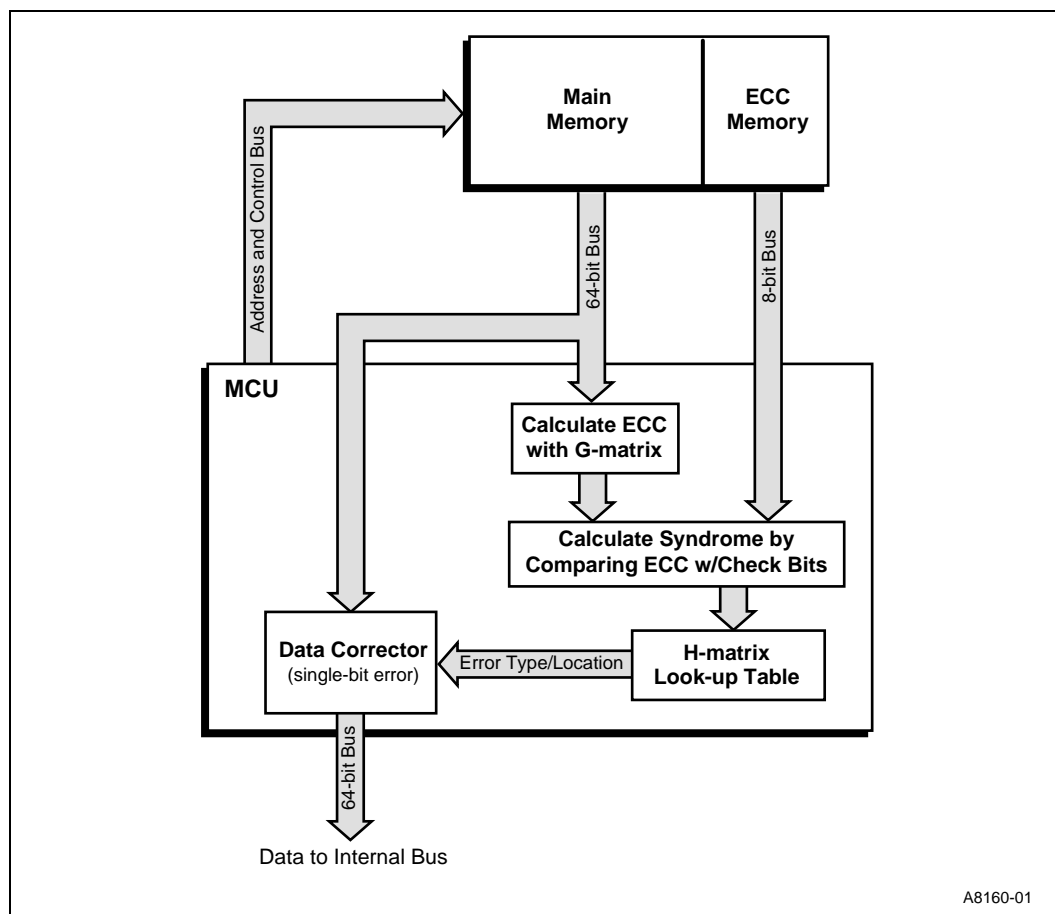 Main
Memory
ECC
Memory
Address and Control Bus
64-bit Bus
8-bit Bus
MCU
Calculate ECC
with G-matrix
Calculate Syndrome by
Comparing ECC w/Check Bits
Data Corrector
(single-bit error)
Error Type/Location
H-matrix
Look-up Table
64-bit Bus
Data to Internal Bus
A8160-01